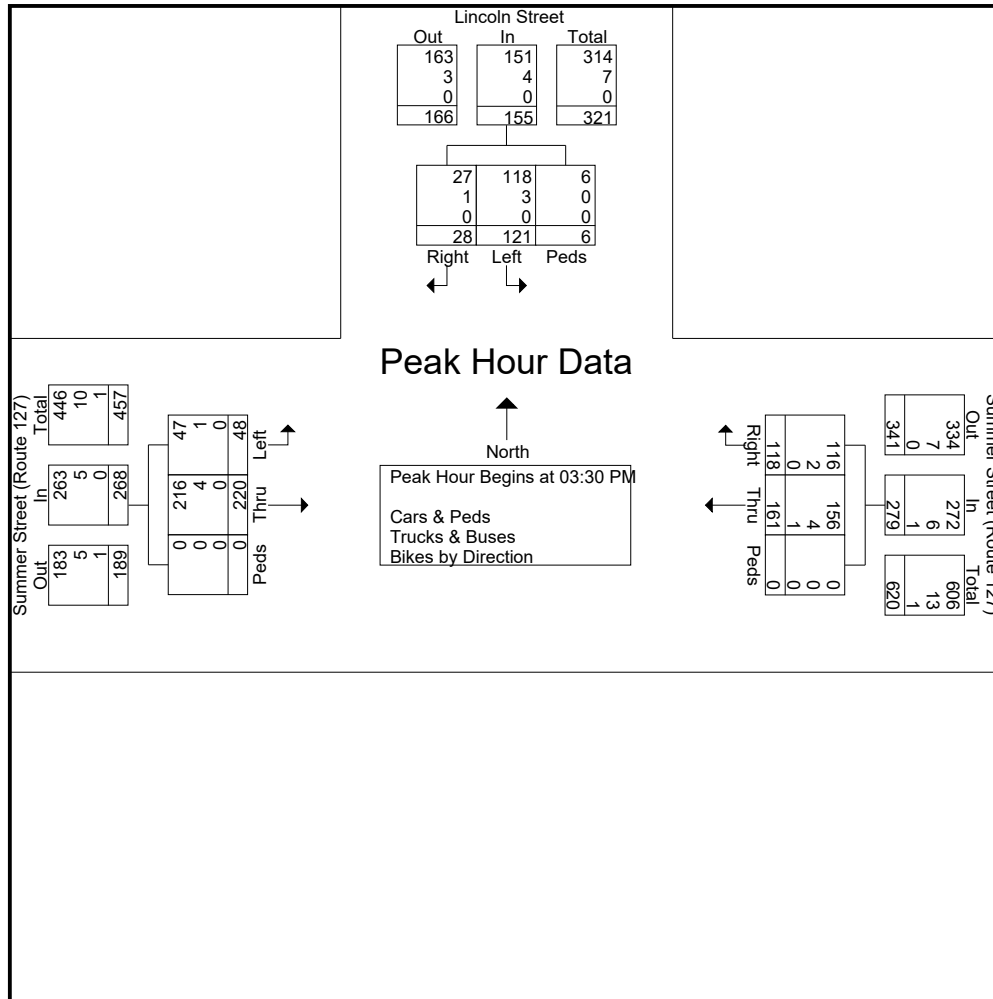 Lincoln Street
Out In Total
163 151 314
3 4 7
0 0 0
166 155 321
27 118 6
1 3 0
0 0 0
28 121 6
Right Left Peds
Peak Hour Data
North
Peak Hour Begins at 03:30 PM
Cars & Peds
Trucks & Buses
Bikes by Direction
Summer Street (Route 127)
Out In Total
183 263 446
5 5 10
1 0 1
189 268 457
Peds Thru Left
0 216 47
0 4 1
0 0 0
0 220 48
Summer Street (Route 127)
Out In Total
334 272 606
7 6 13
0 1 1
341 279 620
116 156 0
2 4 0
0 1 0
118 161 0
Right Thru Peds